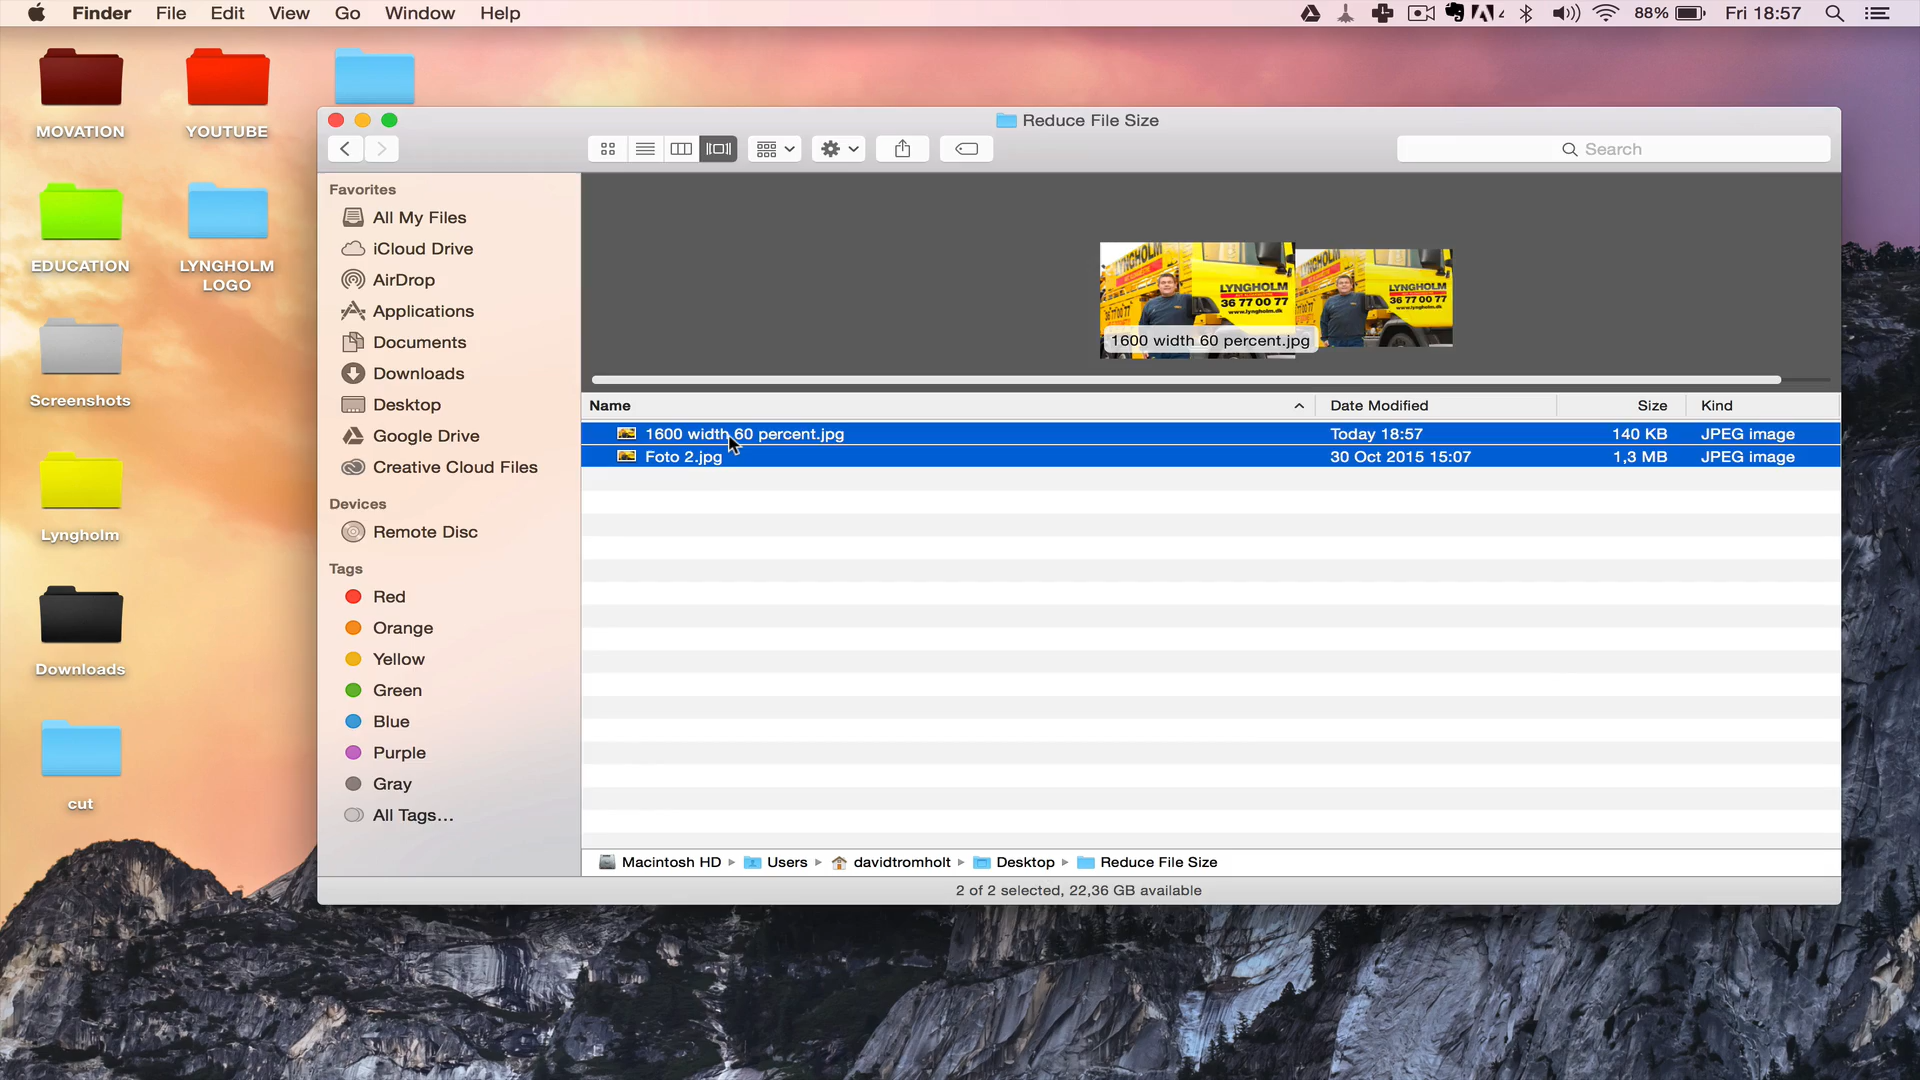 Finder File Edit View Go Window Help
88% Fri 18:57
MOVATION
YOUTUBE
EDUCATION
LYNGHOLM
LOGO
Screenshots
Lyngholm
Downloads
cut
Reduce File Size
Search
Favorites
All My Files
iCloud Drive
AirDrop
Applications
Documents
Downloads
Desktop
Google Drive
Creative Cloud Files
Devices
Remote Disc
Tags
Red
Orange
Yellow
Green
Blue
Purple
Gray
All Tags…
LYNGHOLM
LYNGHOLM
36 77 00 77
www.lyngholm.dk
LYNGHOLM
36 77 00 77
1600 width 60 percent.jpg
Name Date Modified Size Kind
1600 width 60 percent.jpg Today 18:57 140 KB JPEG image
Foto 2.jpg 30 Oct 2015 15:07 1,3 MB JPEG image
Macintosh HD Users davidtromholt Desktop Reduce File Size
2 of 2 selected, 22,36 GB available